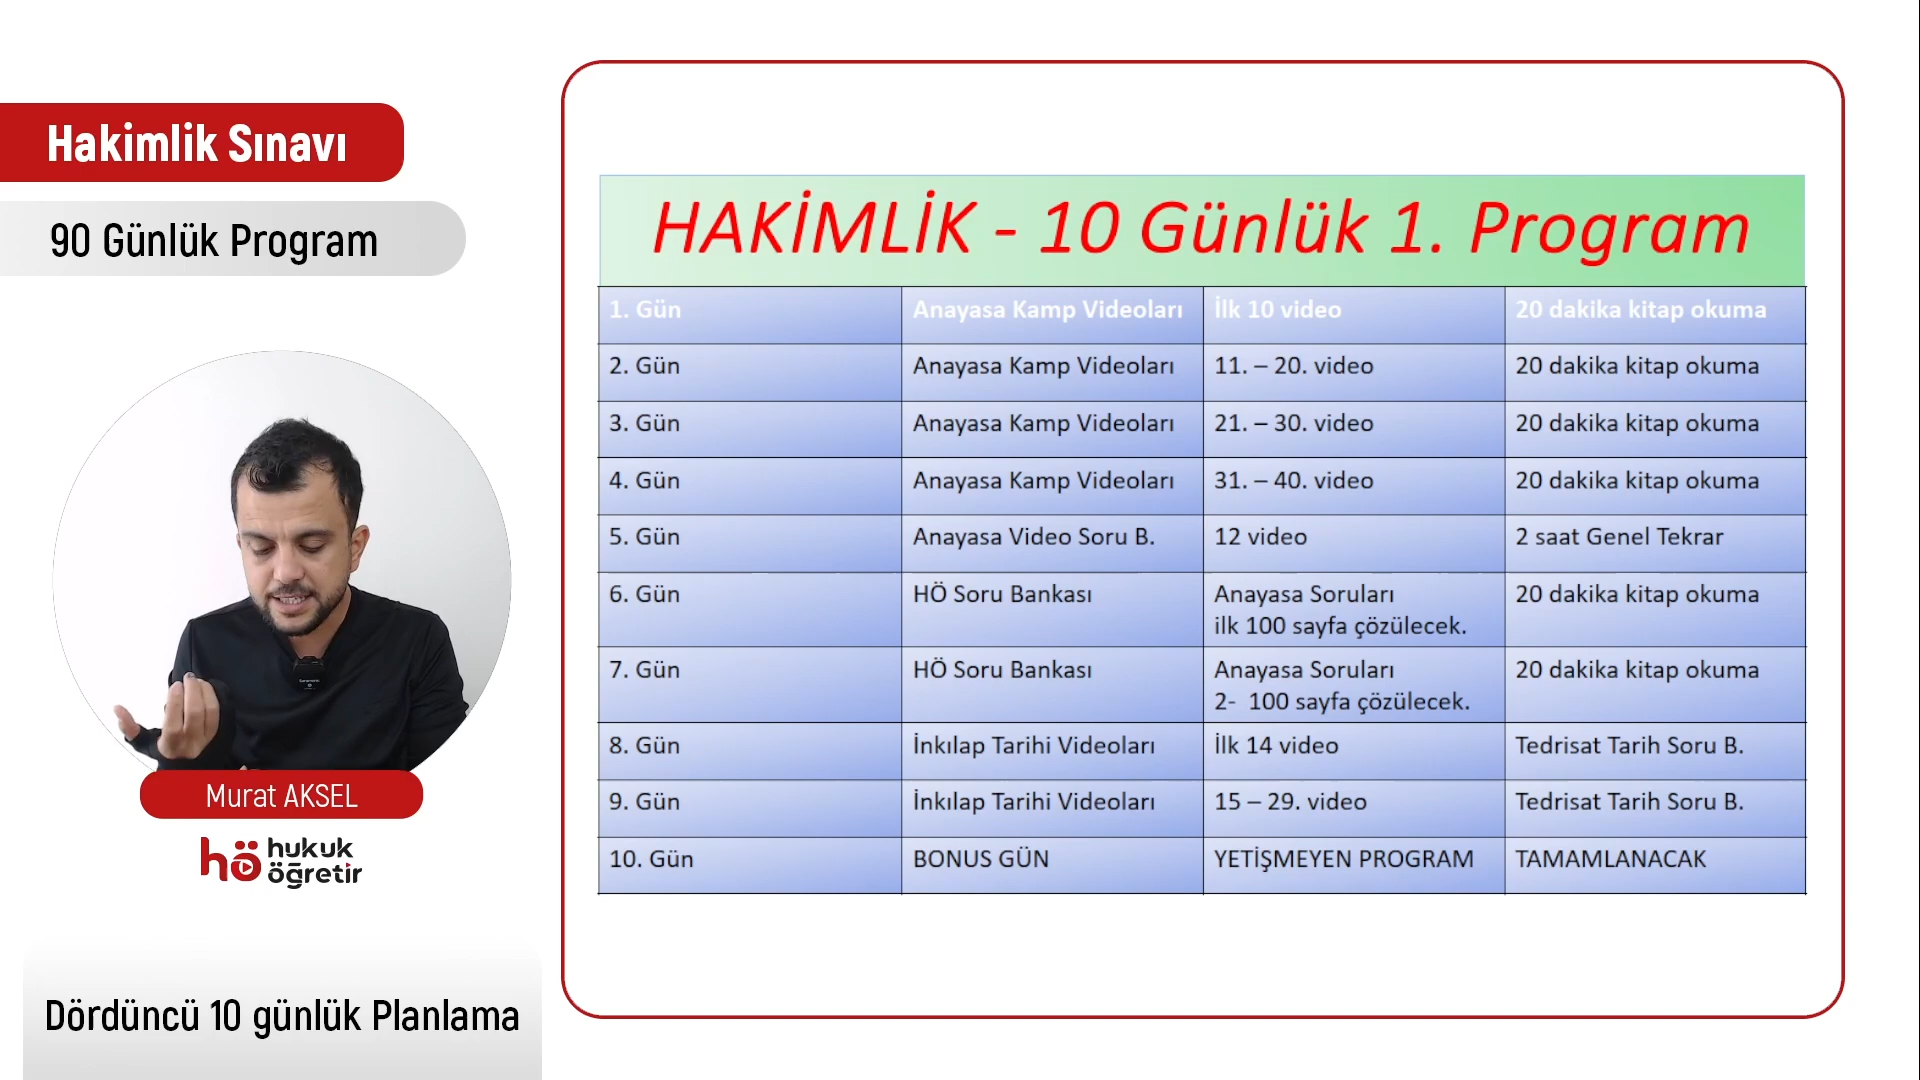 Hakimlik Sınavı
90 Günlük Program
Murat AKSEL
hö hukuk
öğretir
Dördüncü 10 günlük Planlama
HAKİMLİK - 10 Günlük 1. Program
1. Gün Anayasa Kamp Videoları İlk 10 video 20 dakika kitap okuma
2. Gün Anayasa Kamp Videoları 11. – 20. video 20 dakika kitap okuma
3. Gün Anayasa Kamp Videoları 21. – 30. video 20 dakika kitap okuma
4. Gün Anayasa Kamp Videoları 31. – 40. video 20 dakika kitap okuma
5. Gün Anayasa Video Soru B. 12 video 2 saat Genel Tekrar
6. Gün HÖ Soru Bankası Anayasa Soruları 20 dakika kitap okuma
ilk 100 sayfa çözülecek.
7. Gün HÖ Soru Bankası Anayasa Soruları 20 dakika kitap okuma
2- 100 sayfa çözülecek.
8. Gün İnkılap Tarihi Videoları İlk 14 video Tedrisat Tarih Soru B.
9. Gün İnkılap Tarihi Videoları 15 – 29. video Tedrisat Tarih Soru B.
10. Gün BONUS GÜN YETİŞMEYEN PROGRAM TAMAMLANACAK